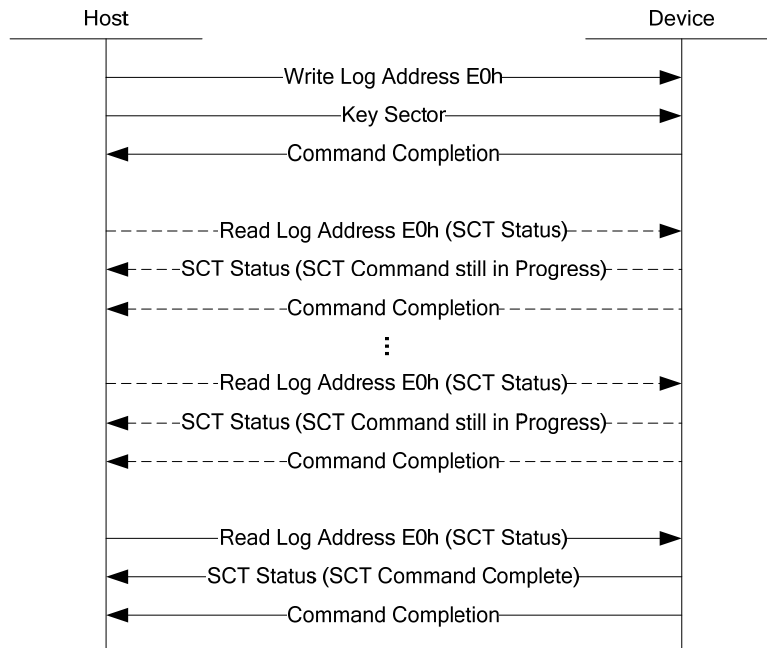 Host
Device
Write Log Address E0h
Key Sector
Command Completion
Read Log Address E0h (SCT Status)
SCT Status (SCT Command still in Progress)
Command Completion
...
Read Log Address E0h (SCT Status)
SCT Status (SCT Command still in Progress)
Command Completion
Read Log Address E0h (SCT Status)
SCT Status (SCT Command Complete)
Command Completion